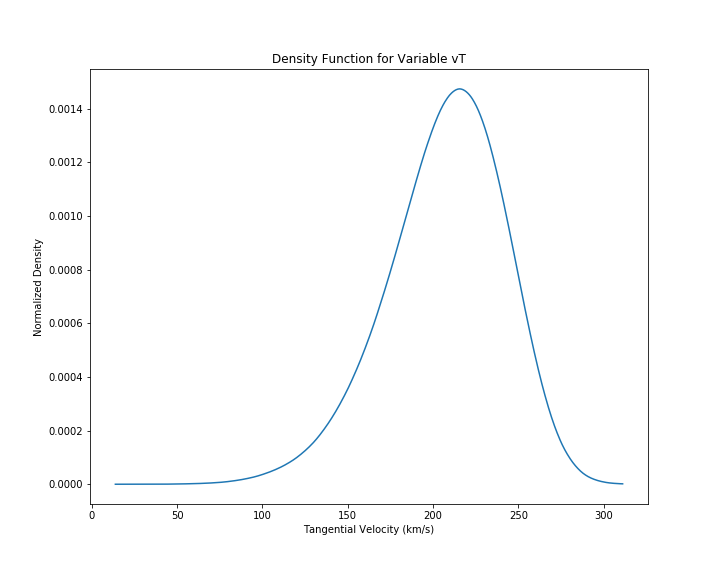 Density Function for Variable vT
Normalized Density
0.0014
0.0012
0.0010
0.0008
0.0006
0.0004
0.0002
0.0000
0 50 100 150 200 250 300
Tangential Velocity (km/s)